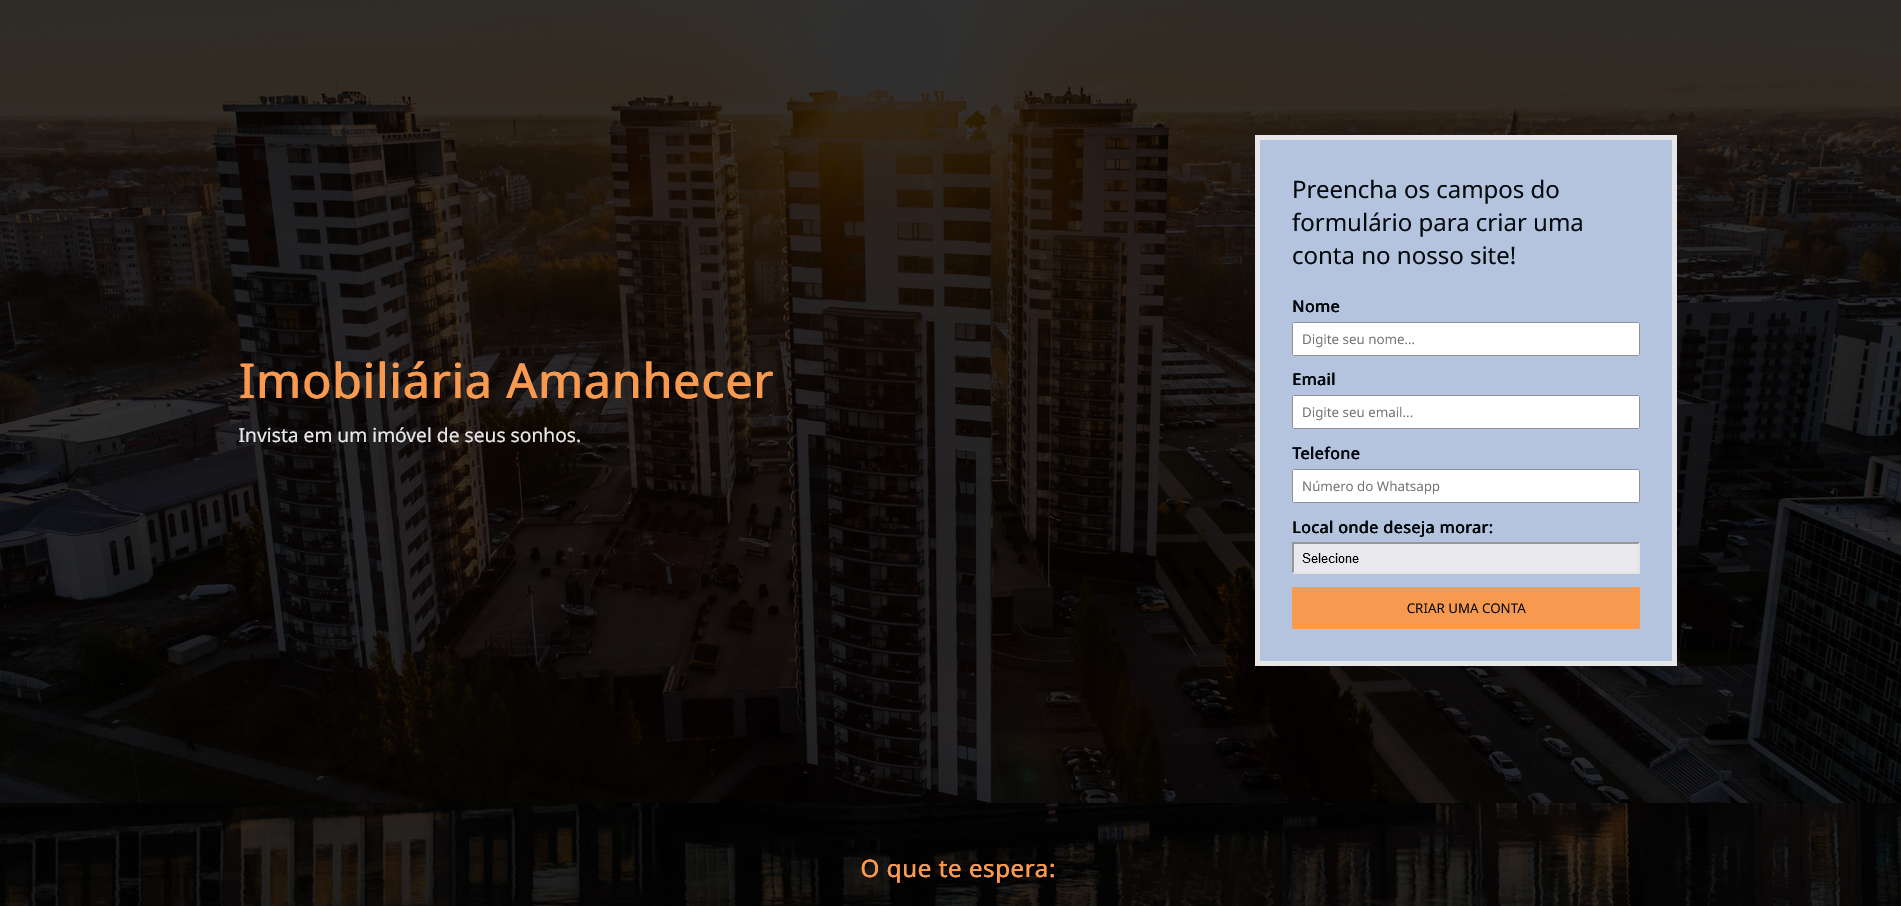 Imobiliária Amanhecer
Invista em um imóvel de seus sonhos.
Preencha os campos do
formulário para criar uma
conta no nosso site!
Nome
Digite seu nome...
Email
Digite seu email...
Telefone
Número do Whatsapp
Local onde deseja morar:
Selecione
CRIAR UMA CONTA
O que te espera: